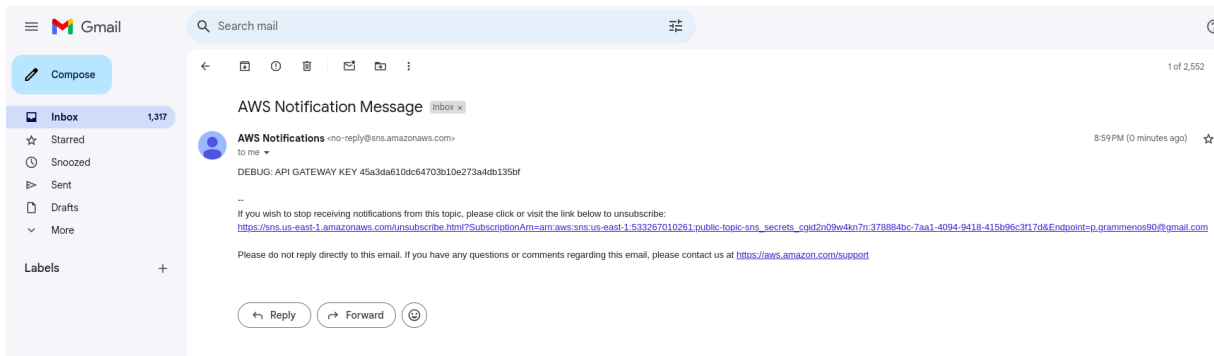 Gmail
Search mail
Compose
1 of 2,552
AWS Notification Message Inbox ×
Inbox 1,317
AWS Notifications <no-reply@sns.amazonaws.com> 8:59 PM (0 minutes ago)
Starred
to me
Snoozed
DEBUG: API GATEWAY KEY 45a3da610dc64703b10e273a4db135bf
Sent
--
Drafts
If you wish to stop receiving notifications from this topic, please click or visit the link below to unsubscribe:
More
https://sns.us-east-1.amazonaws.com/unsubscribe.html?SubscriptionArn=arn:aws:sns:us-east-1:533267010261:public-topic-sns_secrets_cgid2n09w4kn7n:378884bc-7aa1-4094-9418-415b96c3f17d&Endpoint=p.grammenos90@gmail.com
Please do not reply directly to this email. If you have any questions or comments regarding this email, please contact us at https://aws.amazon.com/support
Labels
Reply
Forward